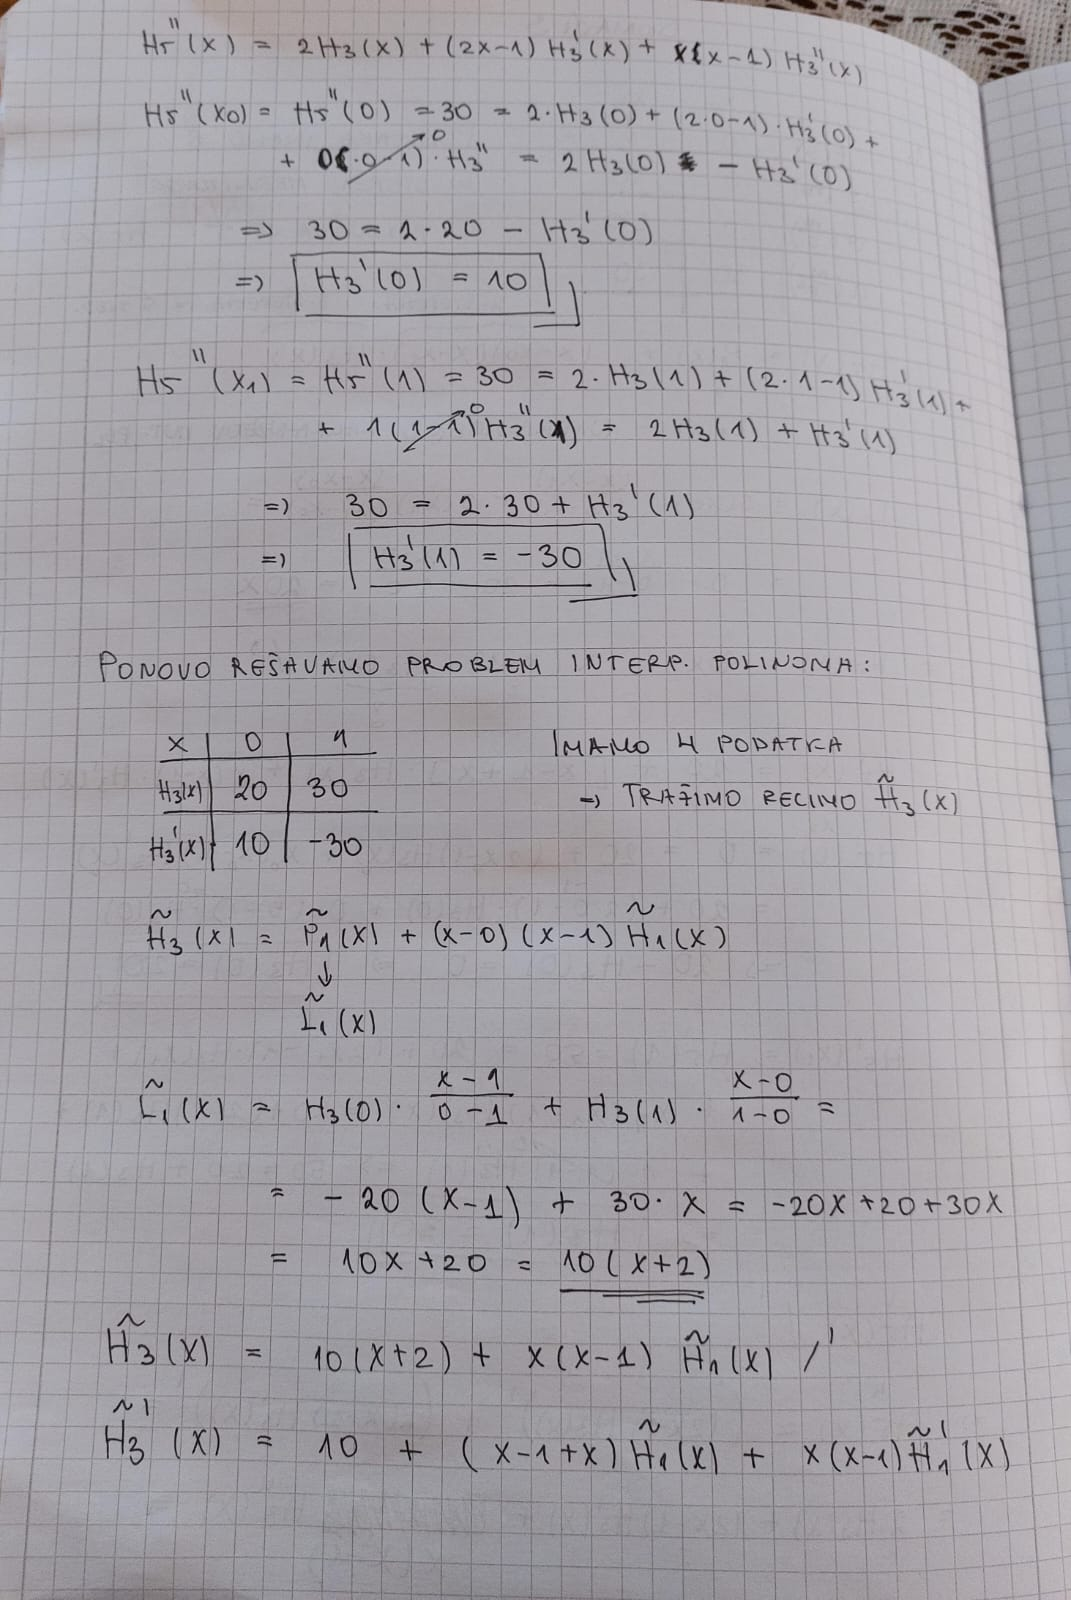 H5''(x) = 2H3(x) + (2x-1) H3'(x) + x(x-1) H3''(x)
H5''(x0) = H5''(0) = 30 = 2·H3(0) + (2·0-1)·H3'(0) +
+ 0(·0-1)→0·H3'' = 2H3(0) - H3'(0)
=> 30 = 2·20 - H3'(0)
=> H3'(0) = 10
H5''(x1) = H5''(1) = 30 = 2·H3(1) + (2·1-1) H3'(1) +
+ 1(1-1)→0 H3''(1) = 2H3(1) + H3'(1)
=> 30 = 2·30 + H3'(1)
=> H3'(1) = -30
PONOVO REŠAVAMO PROBLEM INTERP. POLINOMA:
x | 0 | 1
H3(x) | 20 | 30
H3'(x) | 10 | -30
IMAMO 4 PODATKA
→ TRAŽIMO RECIMO H̃3(x)
H̃3(x) = P̃1(x) + (x-0)(x-1) H̃1(x)
↓
L̃1(x)
L̃1(x) = H3(0)· (x-1)/(0-1) + H3(1)· (x-0)/(1-0) =
= -20(x-1) + 30·x = -20x+20+30x
= 10x+20 = 10(x+2)
H̃3(x) = 10(x+2) + x(x-1) H̃1(x) /'
H̃3'(x) = 10 + (x-1+x) H̃1(x) + x(x-1) H̃1'(x)